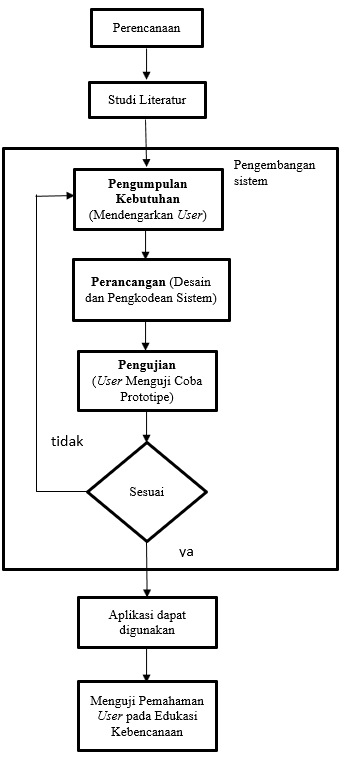 Perencanaan
Studi Literatur
Pengembangan
sistem
Pengumpulan
Kebutuhan
(Mendengarkan User)
Perancangan (Desain
dan Pengkodean Sistem)
Pengujian
(User Menguji Coba
Prototipe)
tidak
Sesuai
ya
Aplikasi dapat
digunakan
Menguji Pemahaman
User pada Edukasi
Kebencanaan